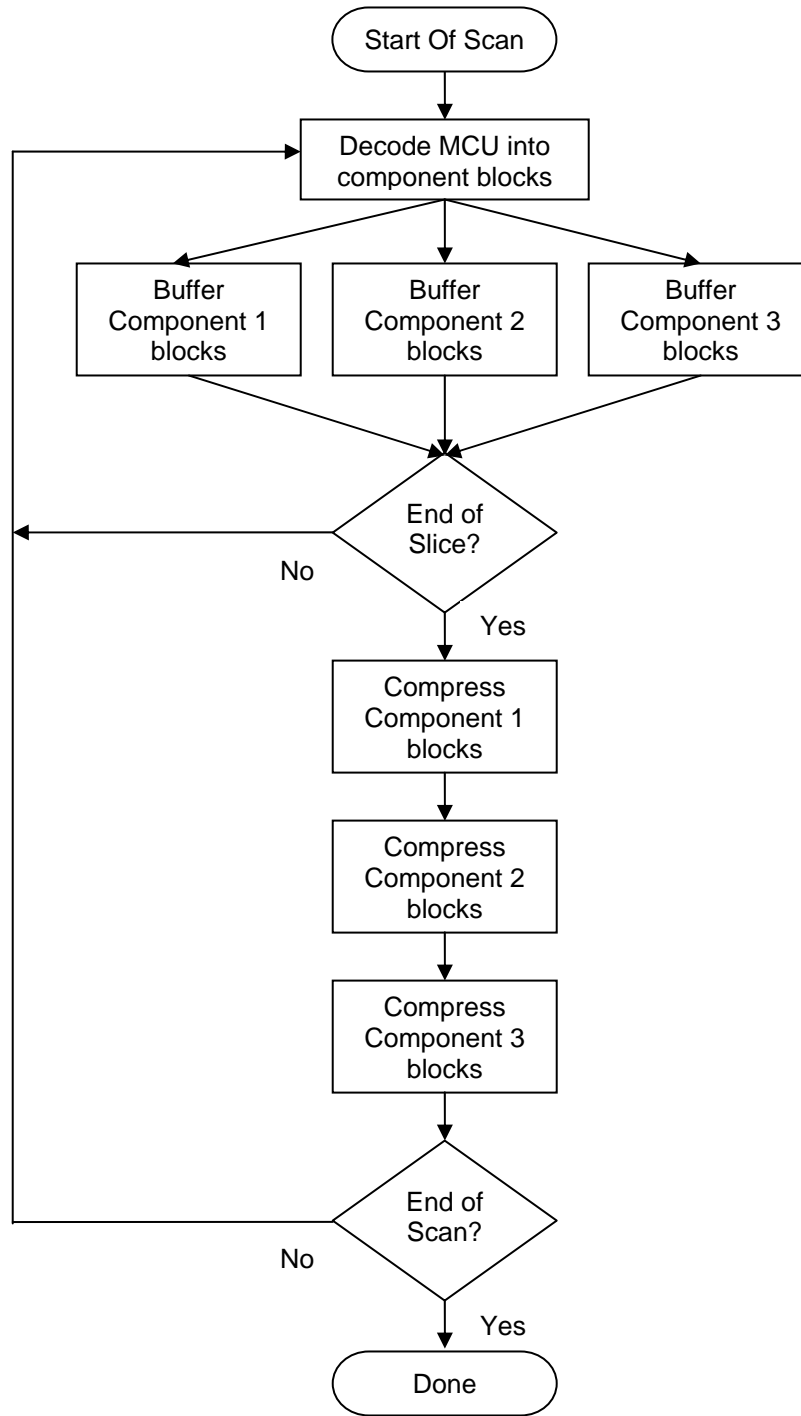 Start Of Scan
Decode MCU into
component blocks
Buffer
Component 1
blocks
Buffer
Component 2
blocks
Buffer
Component 3
blocks
End of
Slice?
No
Yes
Compress
Component 1
blocks
Compress
Component 2
blocks
Compress
Component 3
blocks
End of
Scan?
No
Yes
Done